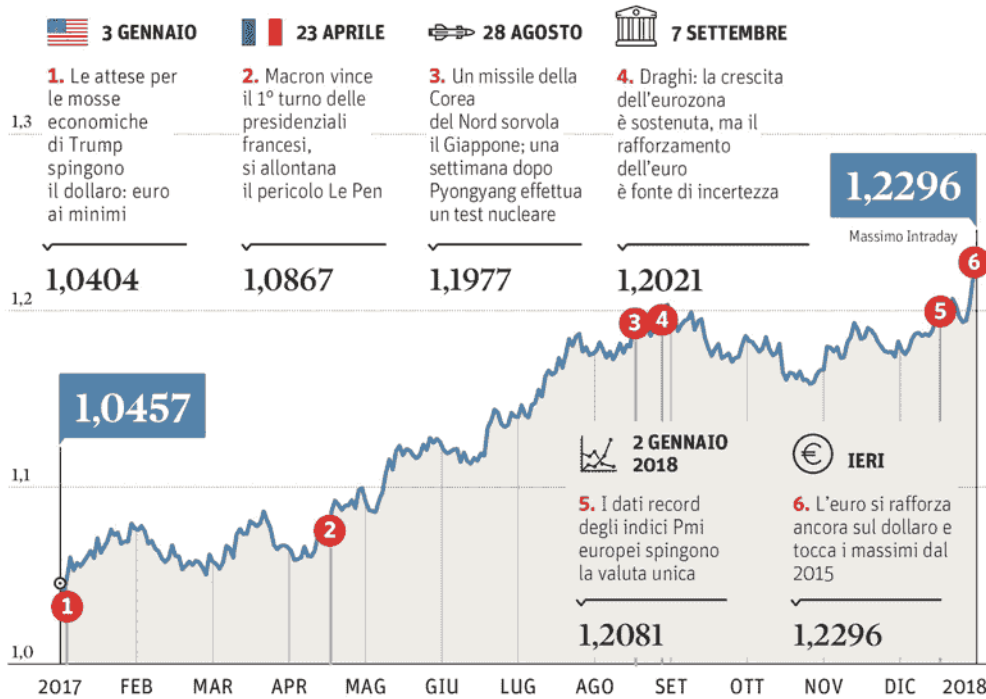 3 GENNAIO
1. Le attese per
le mosse
economiche
di Trump
spingono
il dollaro: euro
ai minimi
1,0404
23 APRILE
2. Macron vince
il 1° turno delle
presidenziali
francesi,
si allontana
il pericolo Le Pen
1,0867
28 AGOSTO
3. Un missile della
Corea
del Nord sorvola
il Giappone; una
settimana dopo
Pyongyang effettua
un test nucleare
1,1977
7 SETTEMBRE
4. Draghi: la crescita
dell'eurozona
è sostenuta, ma il
rafforzamento
dell'euro
è fonte di incertezza
1,2021
1,2296
Massimo Intraday
1,3
1,2
1,1
1,0
1,0457
1
2
3
4
5
6
2 GENNAIO
2018
5. I dati record
degli indici Pmi
europei spingono
la valuta unica
1,2081
€
IERI
6. L'euro si rafforza
ancora sul dollaro e
tocca i massimi dal
2015
1,2296
2017 FEB MAR APR MAG GIU LUG AGO SET OTT NOV DIC 2018